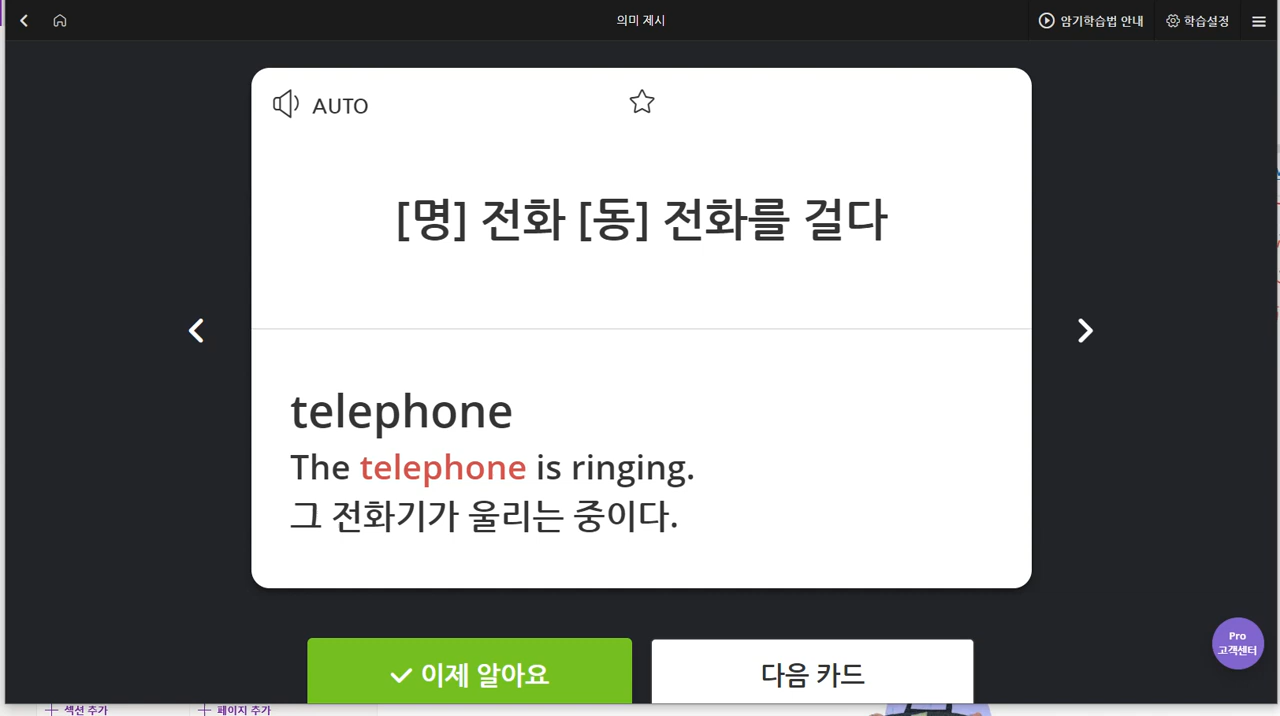 의미 제시
암기학습법 안내
학습설정
AUTO
[명] 전화 [동] 전화를 걸다
telephone
The telephone is ringing.
그 전화기가 울리는 중이다.
이제 알아요
다음 카드
Pro
고객센터
섹션 추가
페이지 추가